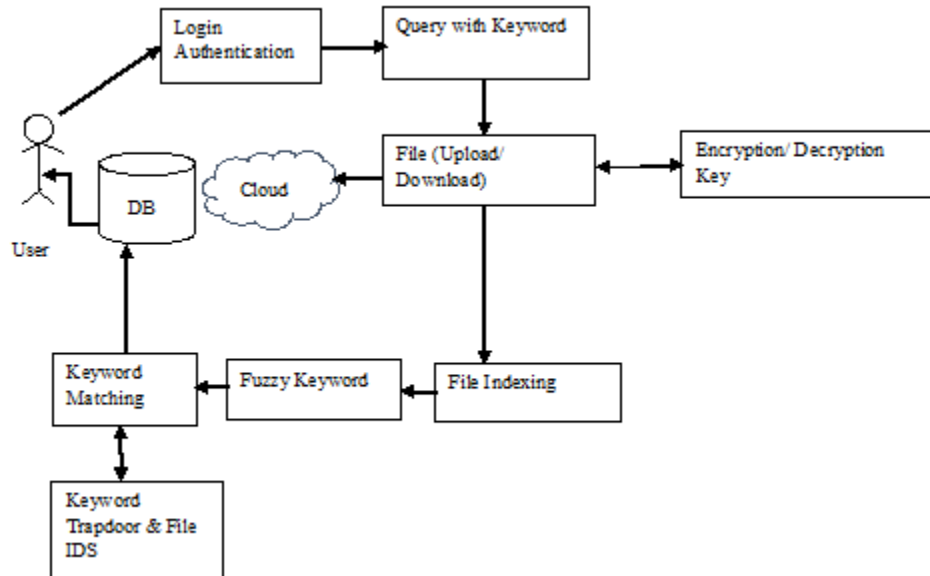 Login
Authentication
Query with Keyword
File (Upload/
Download)
Encryption/ Decryption
Key
Cloud
DB
User
Keyword
Matching
Fuzzy Keyword
File Indexing
Keyword
Trapdoor & File
IDS